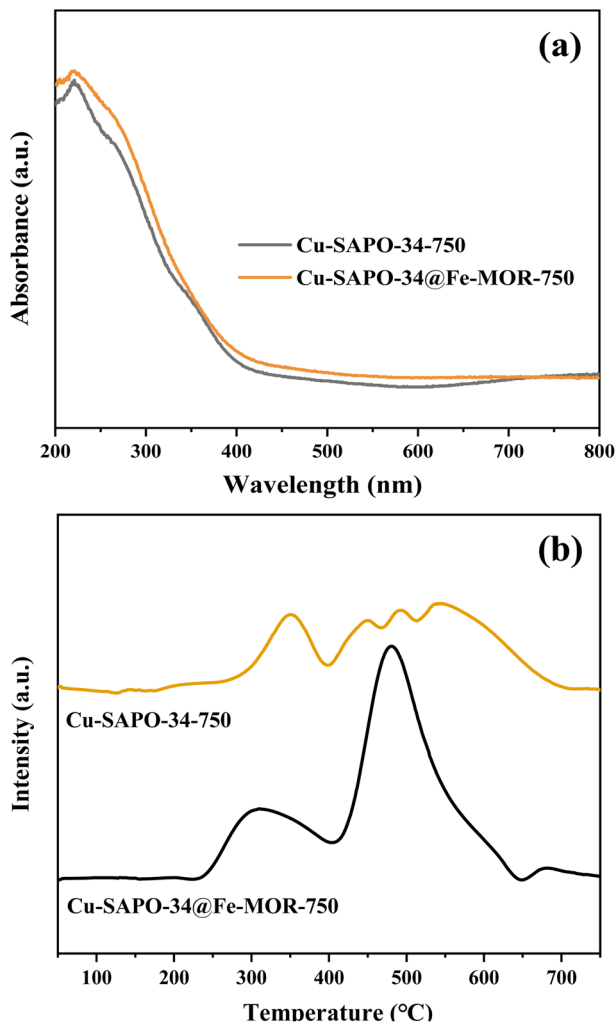 (a)
Absorbance (a.u.)
Cu-SAPO-34-750
Cu-SAPO-34@Fe-MOR-750
200 300 400 500 600 700 800
Wavelength (nm)
(b)
Intensity (a.u.)
Cu-SAPO-34-750
Cu-SAPO-34@Fe-MOR-750
100 200 300 400 500 600 700
Temperature (℃)